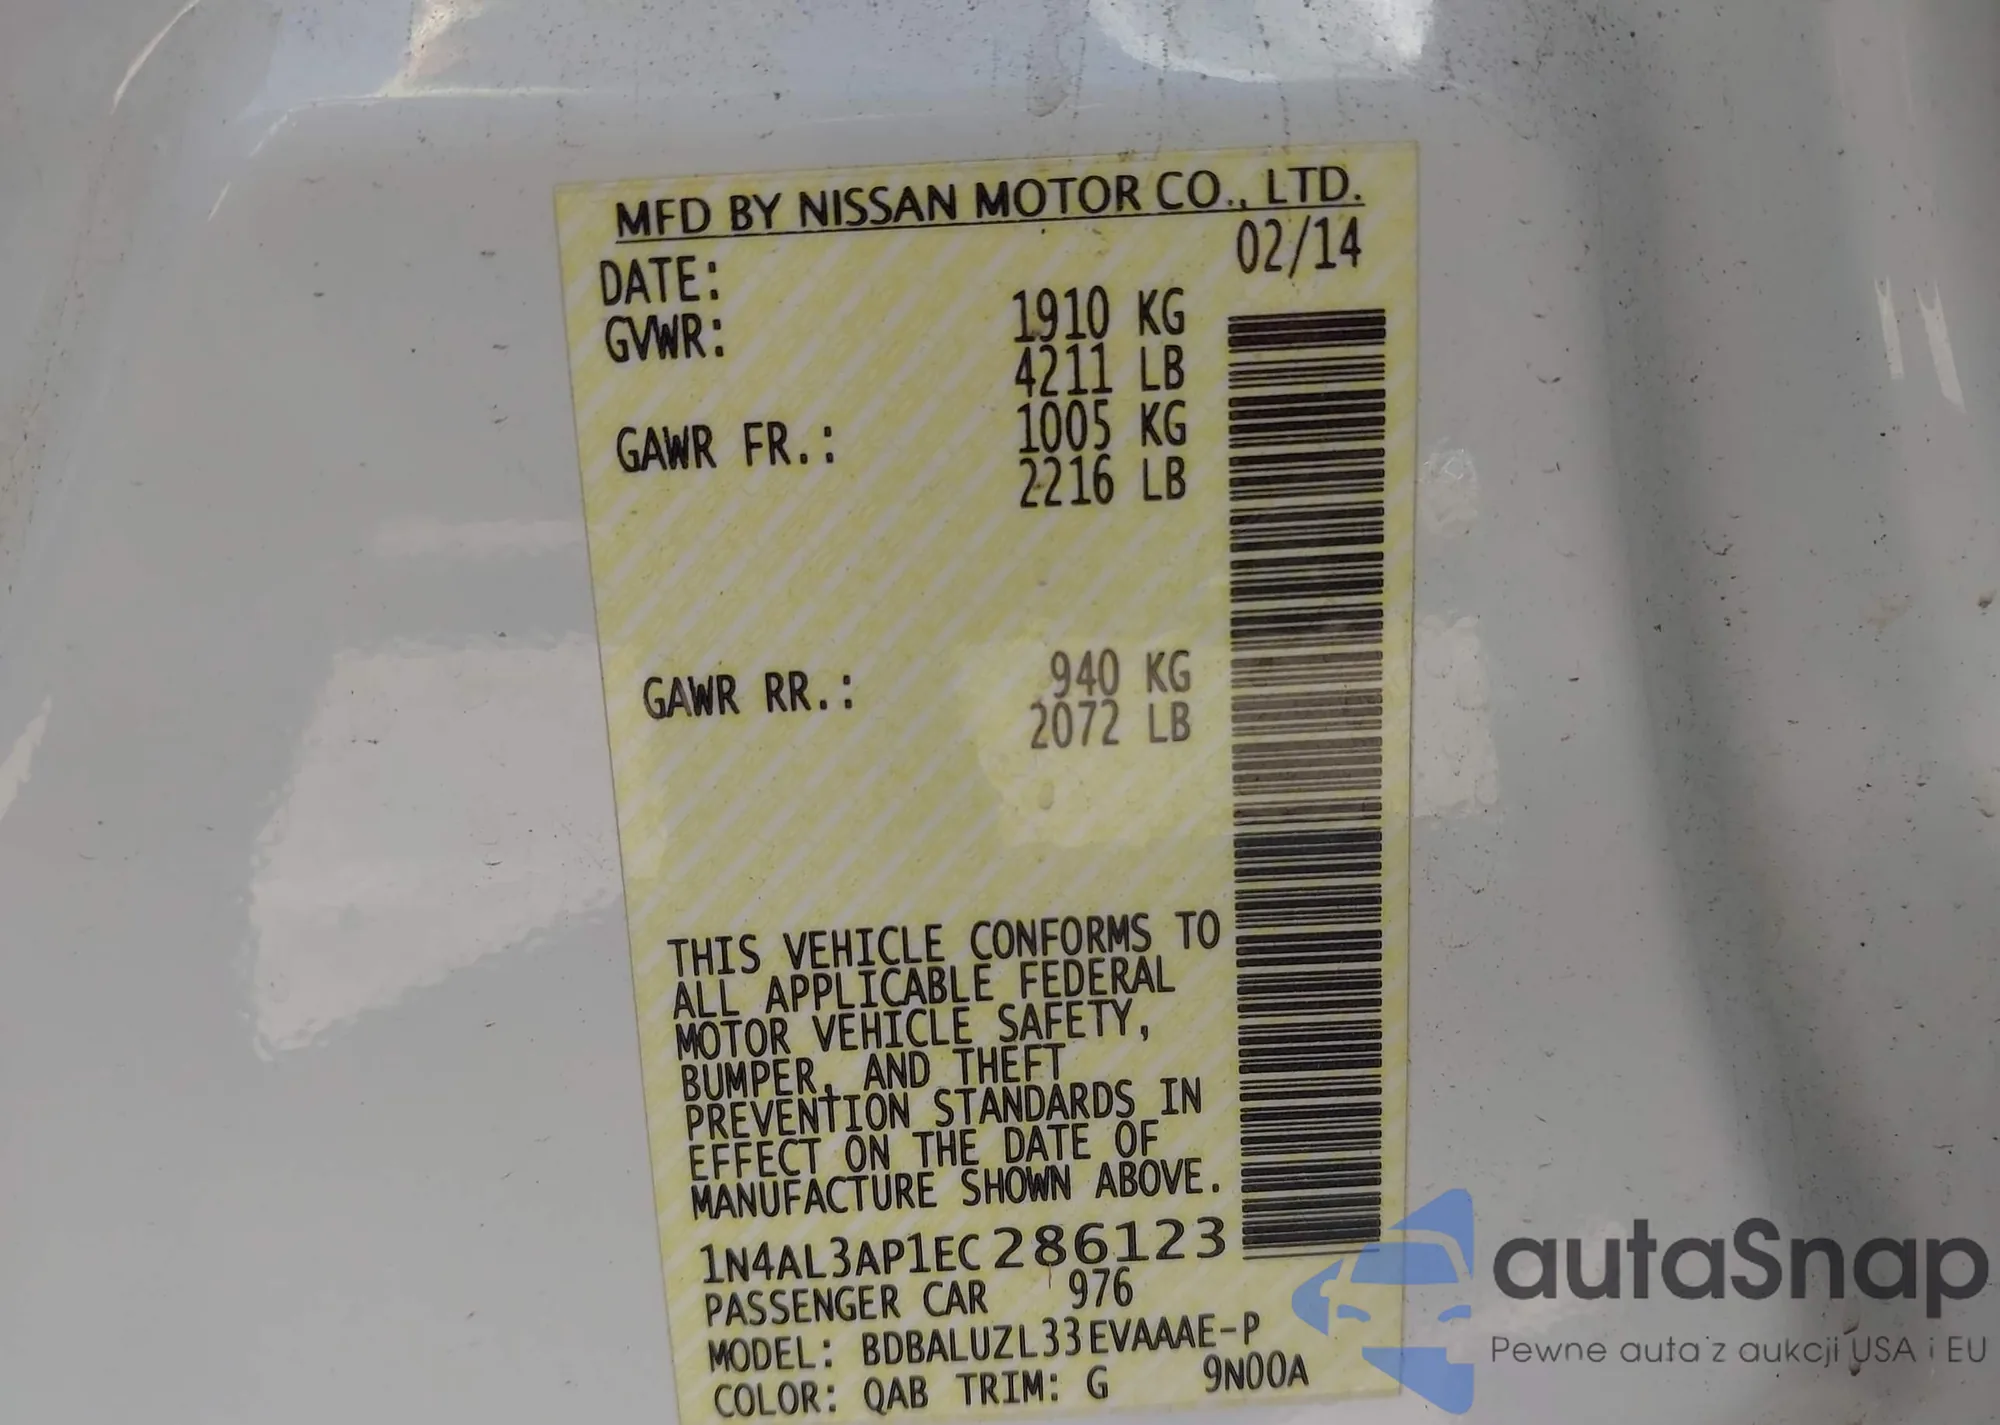 MFD BY NISSAN MOTOR CO., LTD.
DATE: 02/14
GVWR: 1910 KG
4211 LB
GAWR FR.: 1005 KG
2216 LB
GAWR RR.: 940 KG
2072 LB
THIS VEHICLE CONFORMS TO
ALL APPLICABLE FEDERAL
MOTOR VEHICLE SAFETY,
BUMPER, AND THEFT
PREVENTION STANDARDS IN
EFFECT ON THE DATE OF
MANUFACTURE SHOWN ABOVE.
1N4AL3AP1EC286123
PASSENGER CAR 976
MODEL: BDBALUZL33EVAAAE-P
COLOR: QAB TRIM: G 9N00A
autaSnap
Pewne auta z aukcji USA i EU